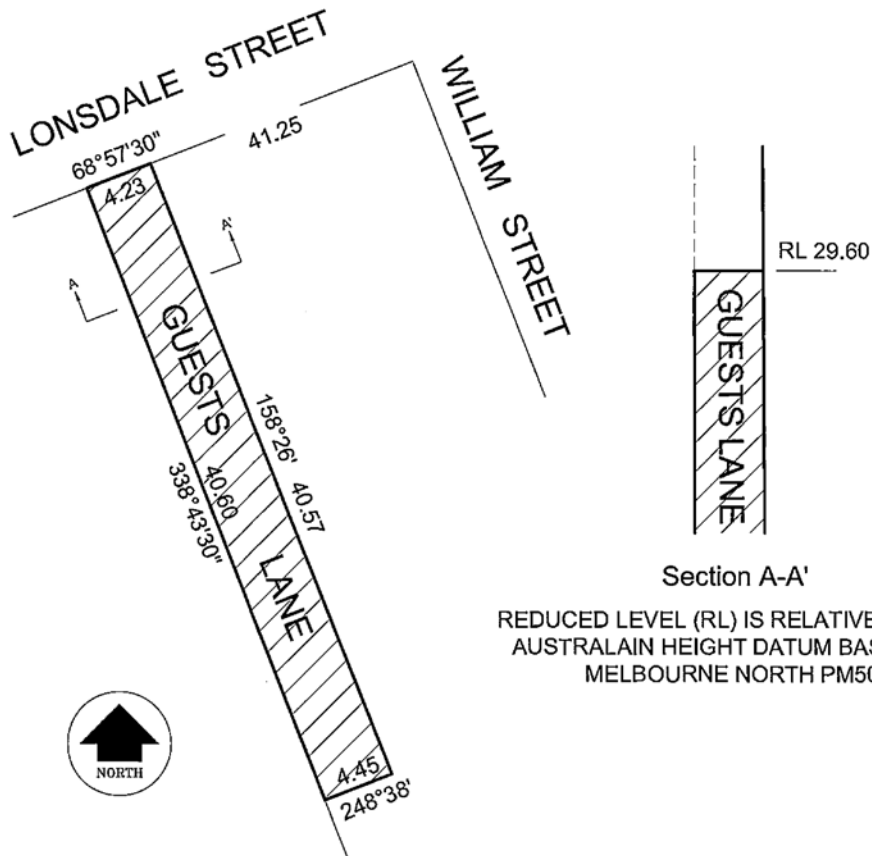 LONSDALE STREET
WILLIAM STREET
68°57'30"
4.23
41.25
A
A'
GUESTS LANE
158°26' 40.57
40.60
338°43'30"
4.45
248°38'
NORTH
RL 29.60
GUESTS LANE
Section A-A'
REDUCED LEVEL (RL) IS RELATIVE
AUSTRALAIN HEIGHT DATUM BAS
MELBOURNE NORTH PM50